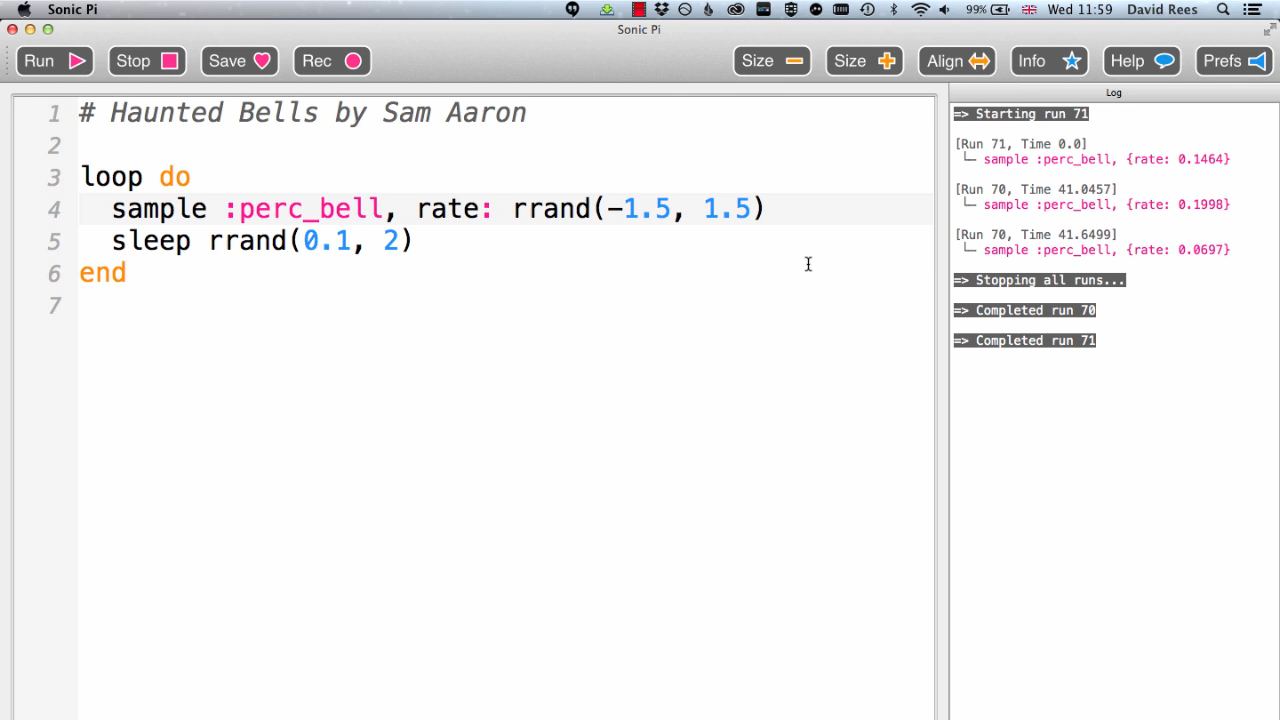 Sonic Pi
99%
Wed 11:59
David Rees
Sonic Pi
Run
Stop
Save
Rec
Size
Size
Align
Info
Help
Prefs
1 # Haunted Bells by Sam Aaron
2
3 loop do
4 sample :perc_bell, rate: rrand(-1.5, 1.5)
5 sleep rrand(0.1, 2)
6 end
7
Log
=> Starting run 71
[Run 71, Time 0.0]
└─ sample :perc_bell, {rate: 0.1464}
[Run 70, Time 41.0457]
└─ sample :perc_bell, {rate: 0.1998}
[Run 70, Time 41.6499]
└─ sample :perc_bell, {rate: 0.0697}
=> Stopping all runs...
=> Completed run 70
=> Completed run 71